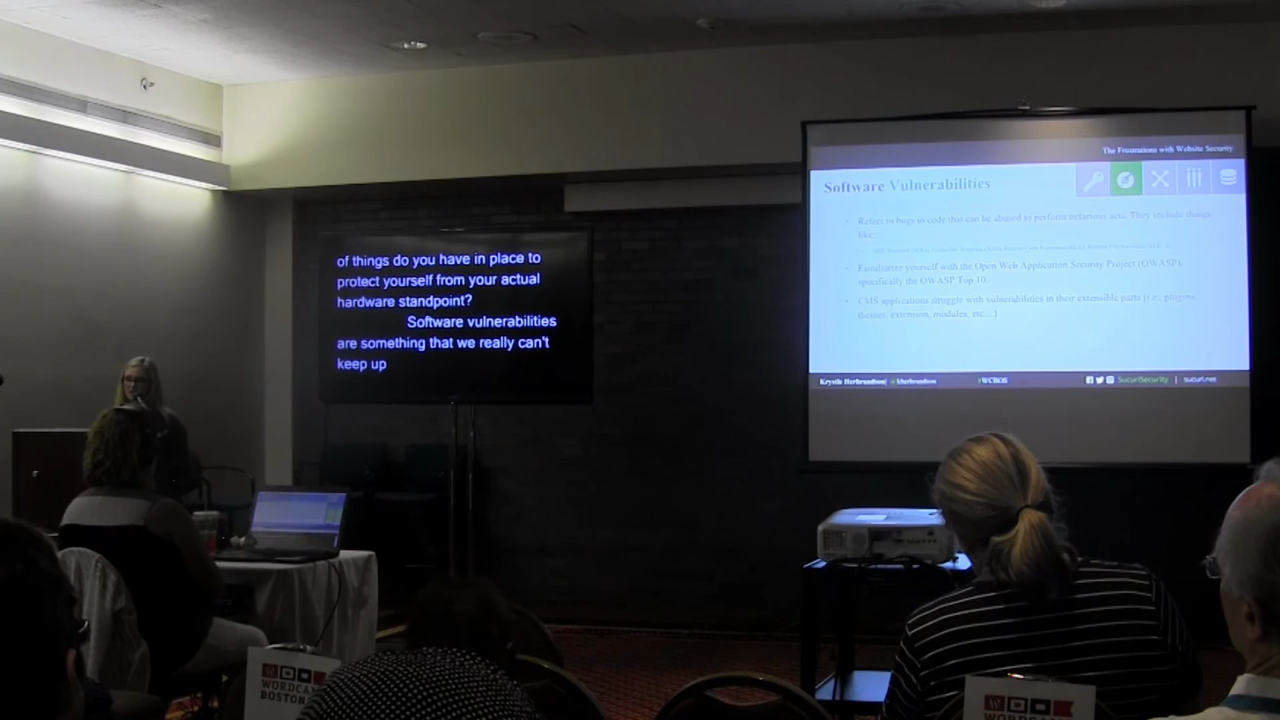 of things do you have in place to
protect yourself from your actual
hardware standpoint?
Software vulnerabilities
are something that we really can't
keep up
The Frustrations with Website Security
Software Vulnerabilities
Refers to bugs in code that can be abused to perform nefarious acts. They include things
like:
Familiarize yourself with the Open Web Application Security Project (OWASP),
specifically the OWASP Top 10
CMS applications struggle with vulnerabilities in their extensible parts (i.e., plugins,
themes, extension, modules, etc...)
Krystle Herbrandson| @kherbrandson #WCBOS SucuriSecurity | sucuri.net
WORDCAMP
BOSTON
WORDCAMP